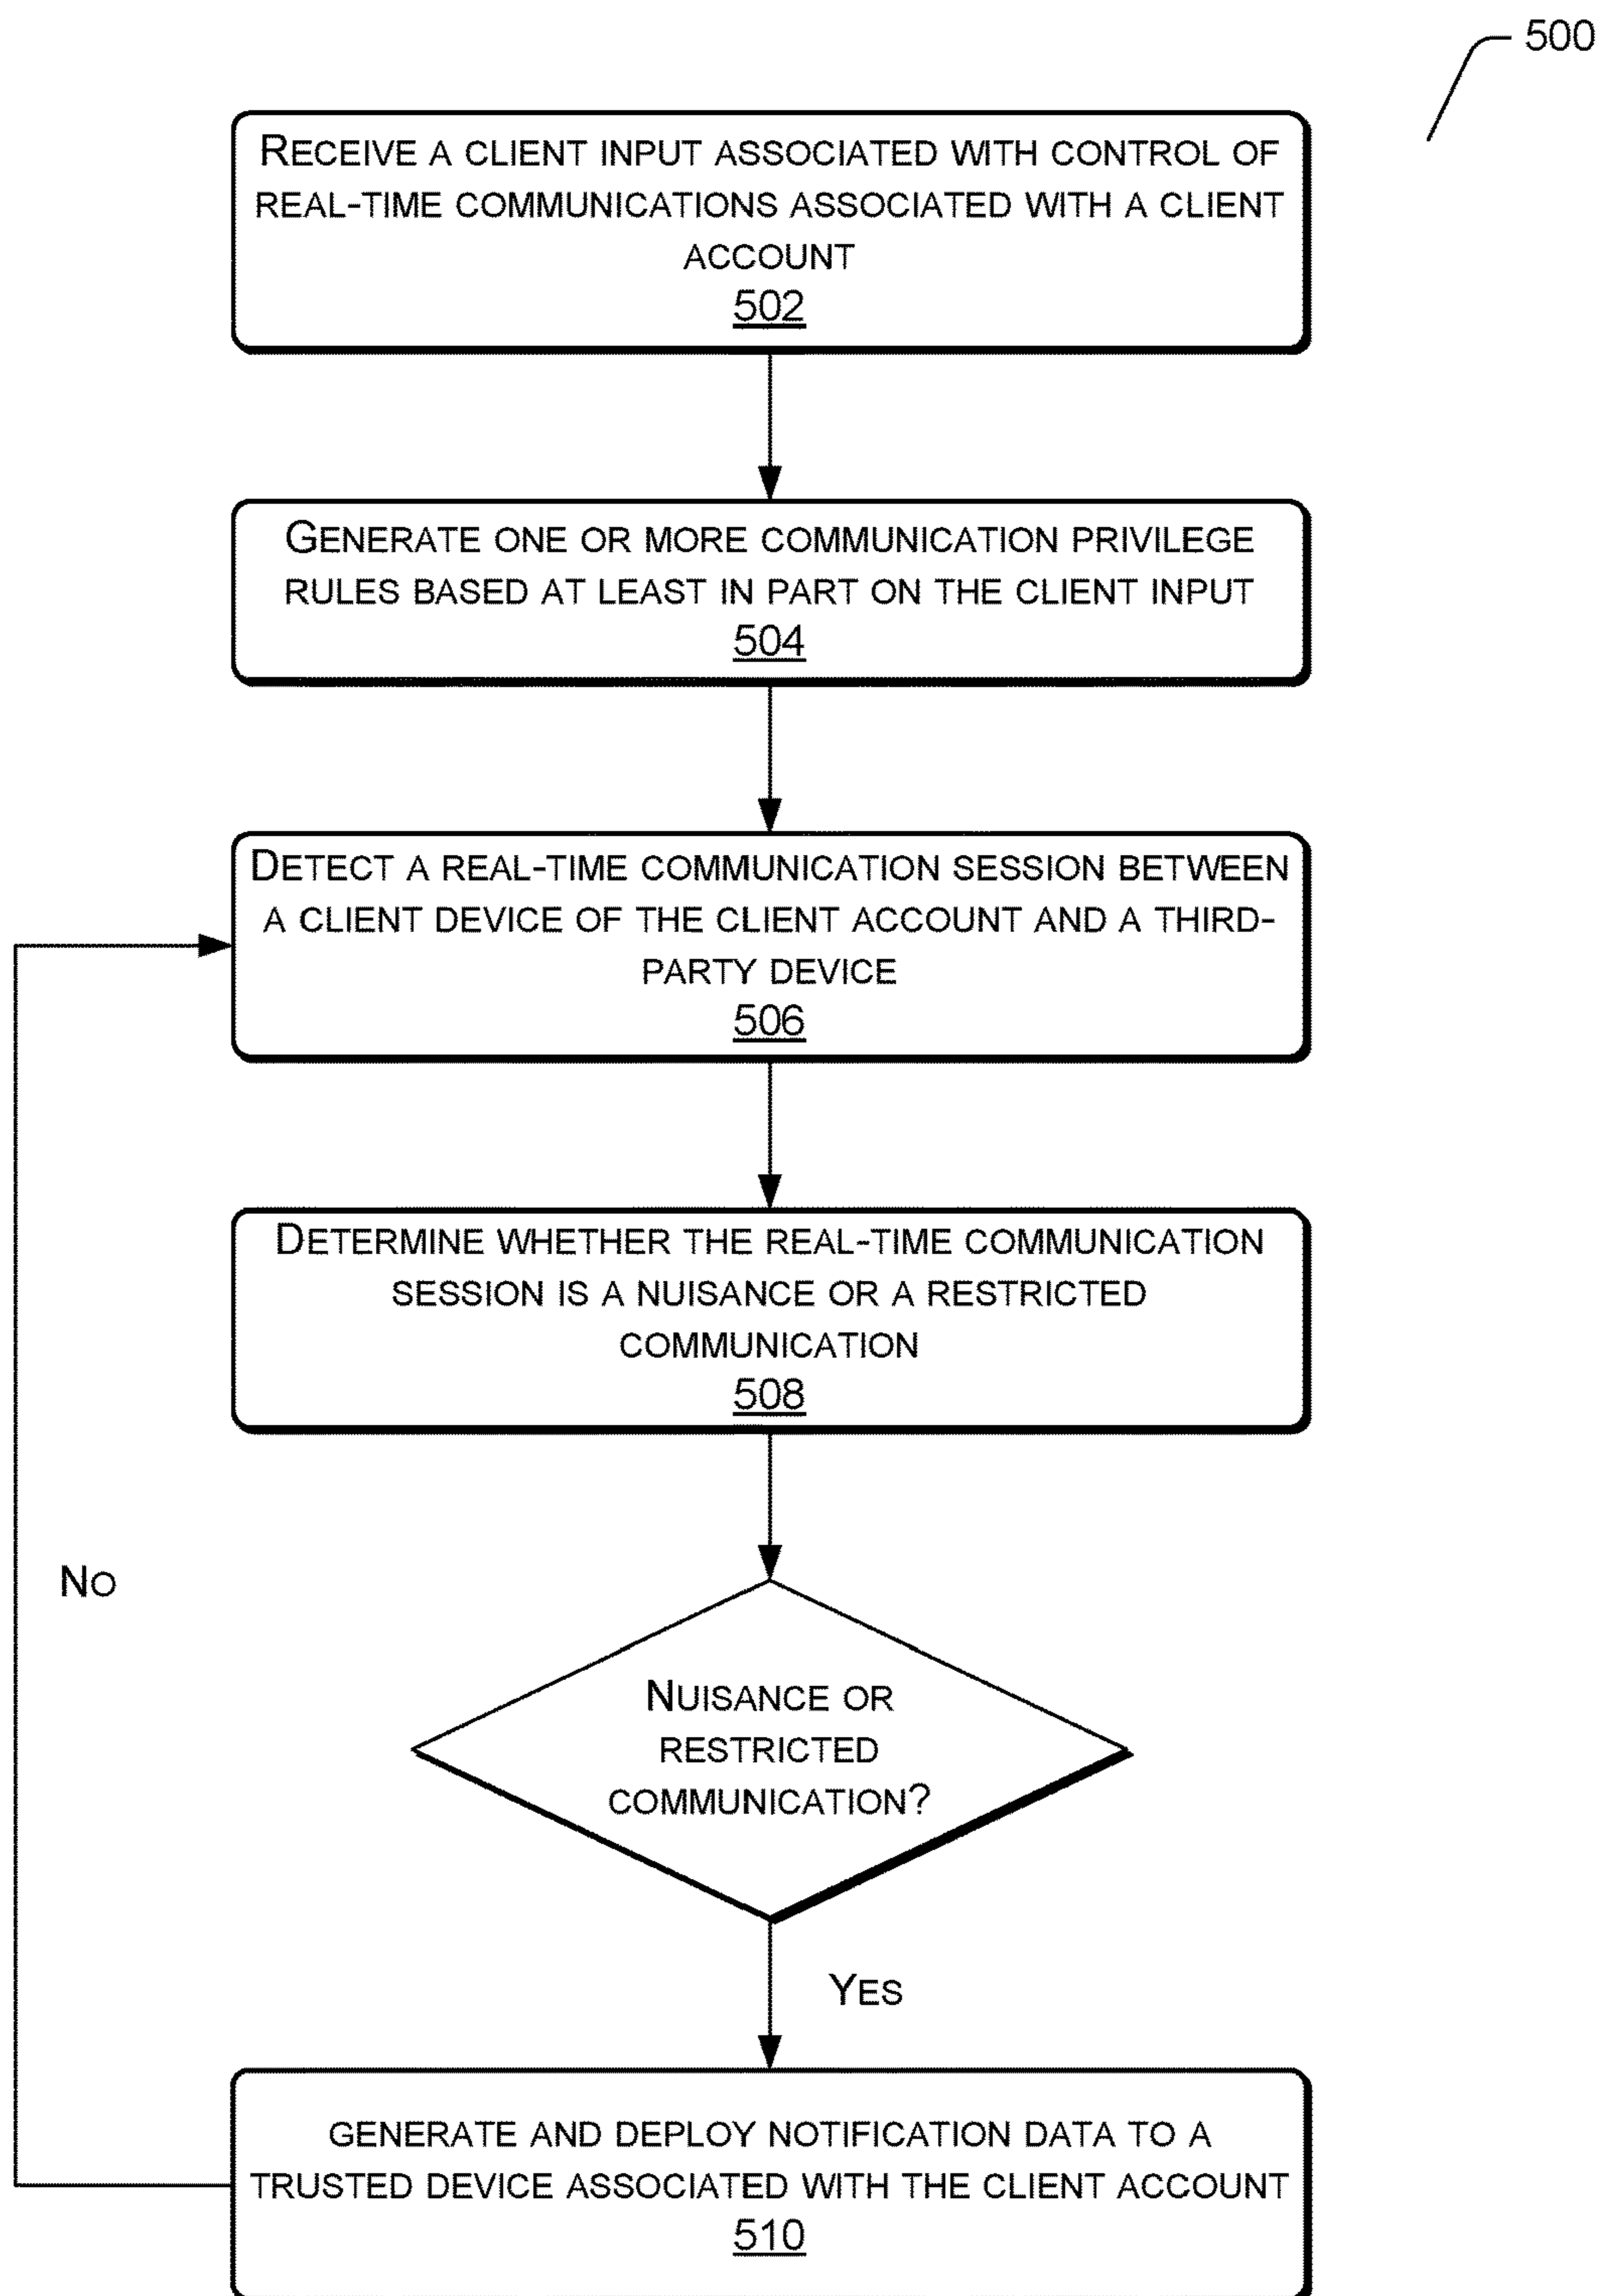 500
RECEIVE A CLIENT INPUT ASSOCIATED WITH CONTROL OF
REAL-TIME COMMUNICATIONS ASSOCIATED WITH A CLIENT
ACCOUNT
502
GENERATE ONE OR MORE COMMUNICATION PRIVILEGE
RULES BASED AT LEAST IN PART ON THE CLIENT INPUT
504
DETECT A REAL-TIME COMMUNICATION SESSION BETWEEN
A CLIENT DEVICE OF THE CLIENT ACCOUNT AND A THIRD-
PARTY DEVICE
506
DETERMINE WHETHER THE REAL-TIME COMMUNICATION
SESSION IS A NUISANCE OR A RESTRICTED
COMMUNICATION
508
NO
NUISANCE OR
RESTRICTED
COMMUNICATION?
YES
GENERATE AND DEPLOY NOTIFICATION DATA TO A
TRUSTED DEVICE ASSOCIATED WITH THE CLIENT ACCOUNT
510